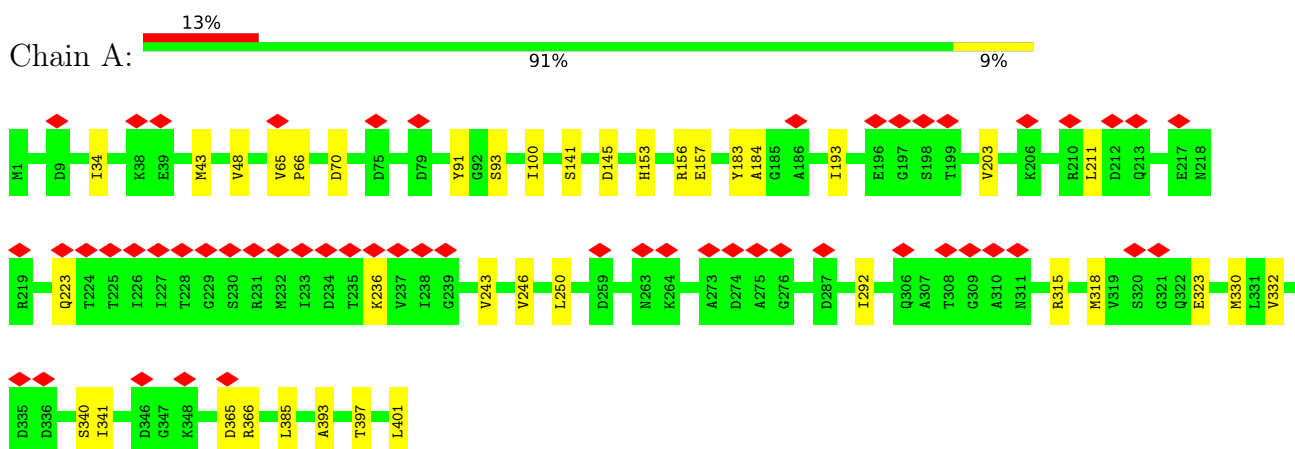 13%
Chain A:
91% 9%
M1 D9 I34 K38 E39 M43 V48 V65 P66 D70 D75 D79 Y91 G92 S93 I100 S141 D145 H153 R156 E157 Y183 A184 G185 A186 I193 E196 G197 S198 T199 V203 K206 R210 L211 D212 Q213 E217 N218
R219 Q223 T224 T225 I226 I227 T228 G229 S230 R231 M232 I233 D234 T235 K236 V237 I238 G239 V243 V246 L250 D259 N263 K264 A273 D274 A275 G276 D287 I292 Q306 A307 T308 G309 A310 N311 R315 M318 V319 S320 G321 Q322 E323 M330 L331 V332
D335 D336 S340 I341 D346 G347 K348 D365 R366 L385 A393 T397 L401